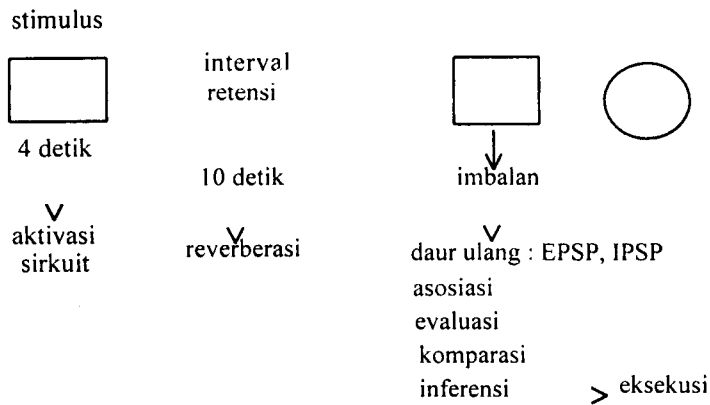 stimulus
interval
retensi
4 detik
10 detik
imbalan
aktivasi
sirkuit
reverberasi
daur ulang : EPSP, IPSP
asosiasi
evaluasi
komparasi
inferensi > eksekusi